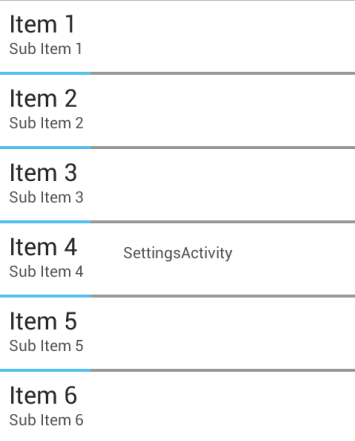 Item 1
Sub Item 1
Item 2
Sub Item 2
Item 3
Sub Item 3
Item 4
SettingsActivity
Sub Item 4
Item 5
Sub Item 5
Item 6
Sub Item 6